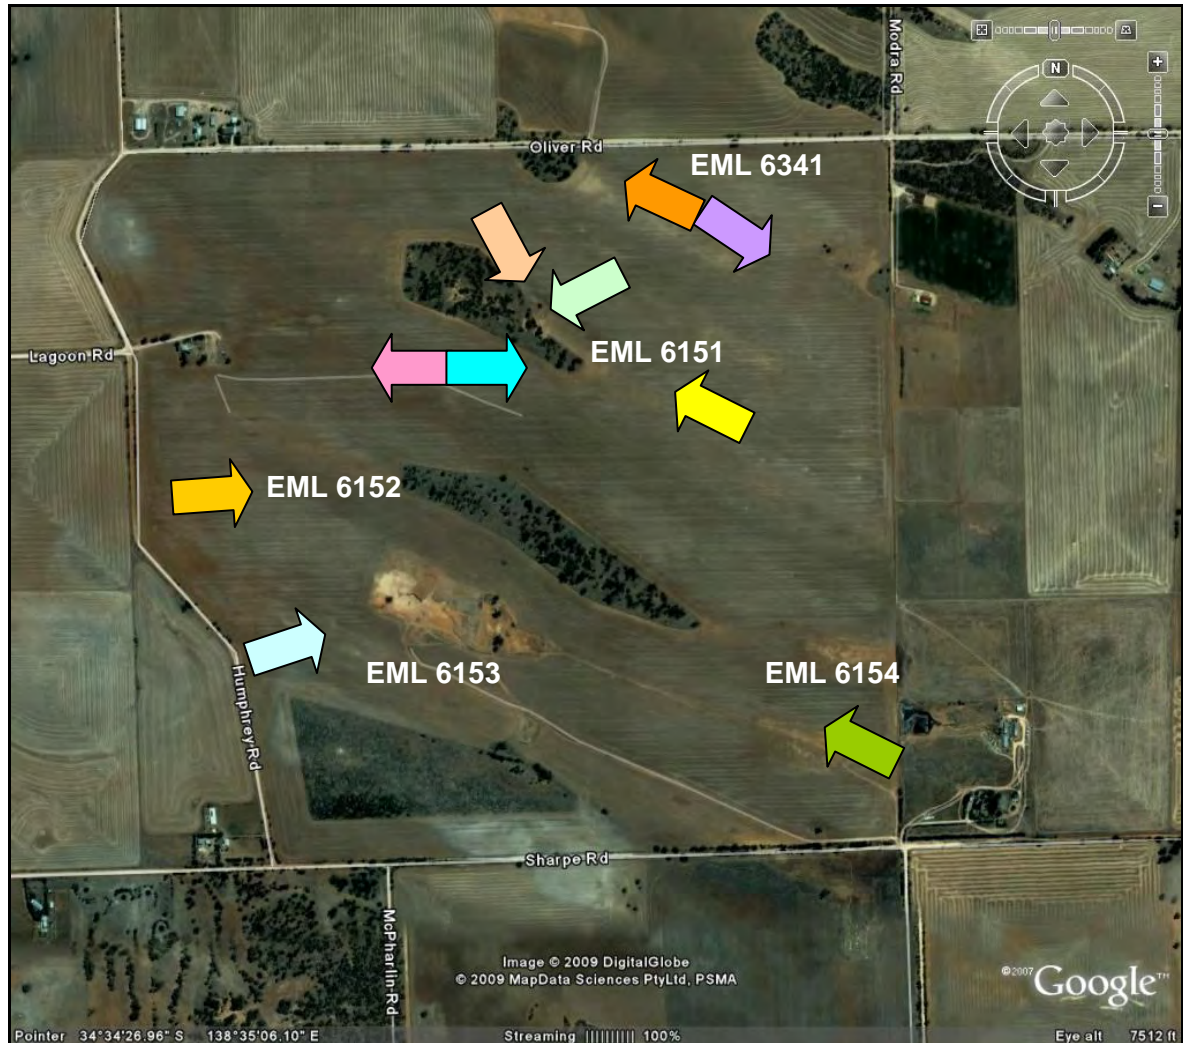 Modra Rd
N
Oliver Rd
EML 6341
EML 6151
Lagoon Rd
EML 6152
EML 6153
EML 6154
Humphrey Rd
Sharpe Rd
McPharlin Rd
Image © 2009 DigitalGlobe
© 2009 MapData Sciences PtyLtd, PSMA
©2007 Google™
Pointer 34°34'26.96" S 138°35'06.10" E Streaming |||||||||| 100% Eye alt 7512 ft